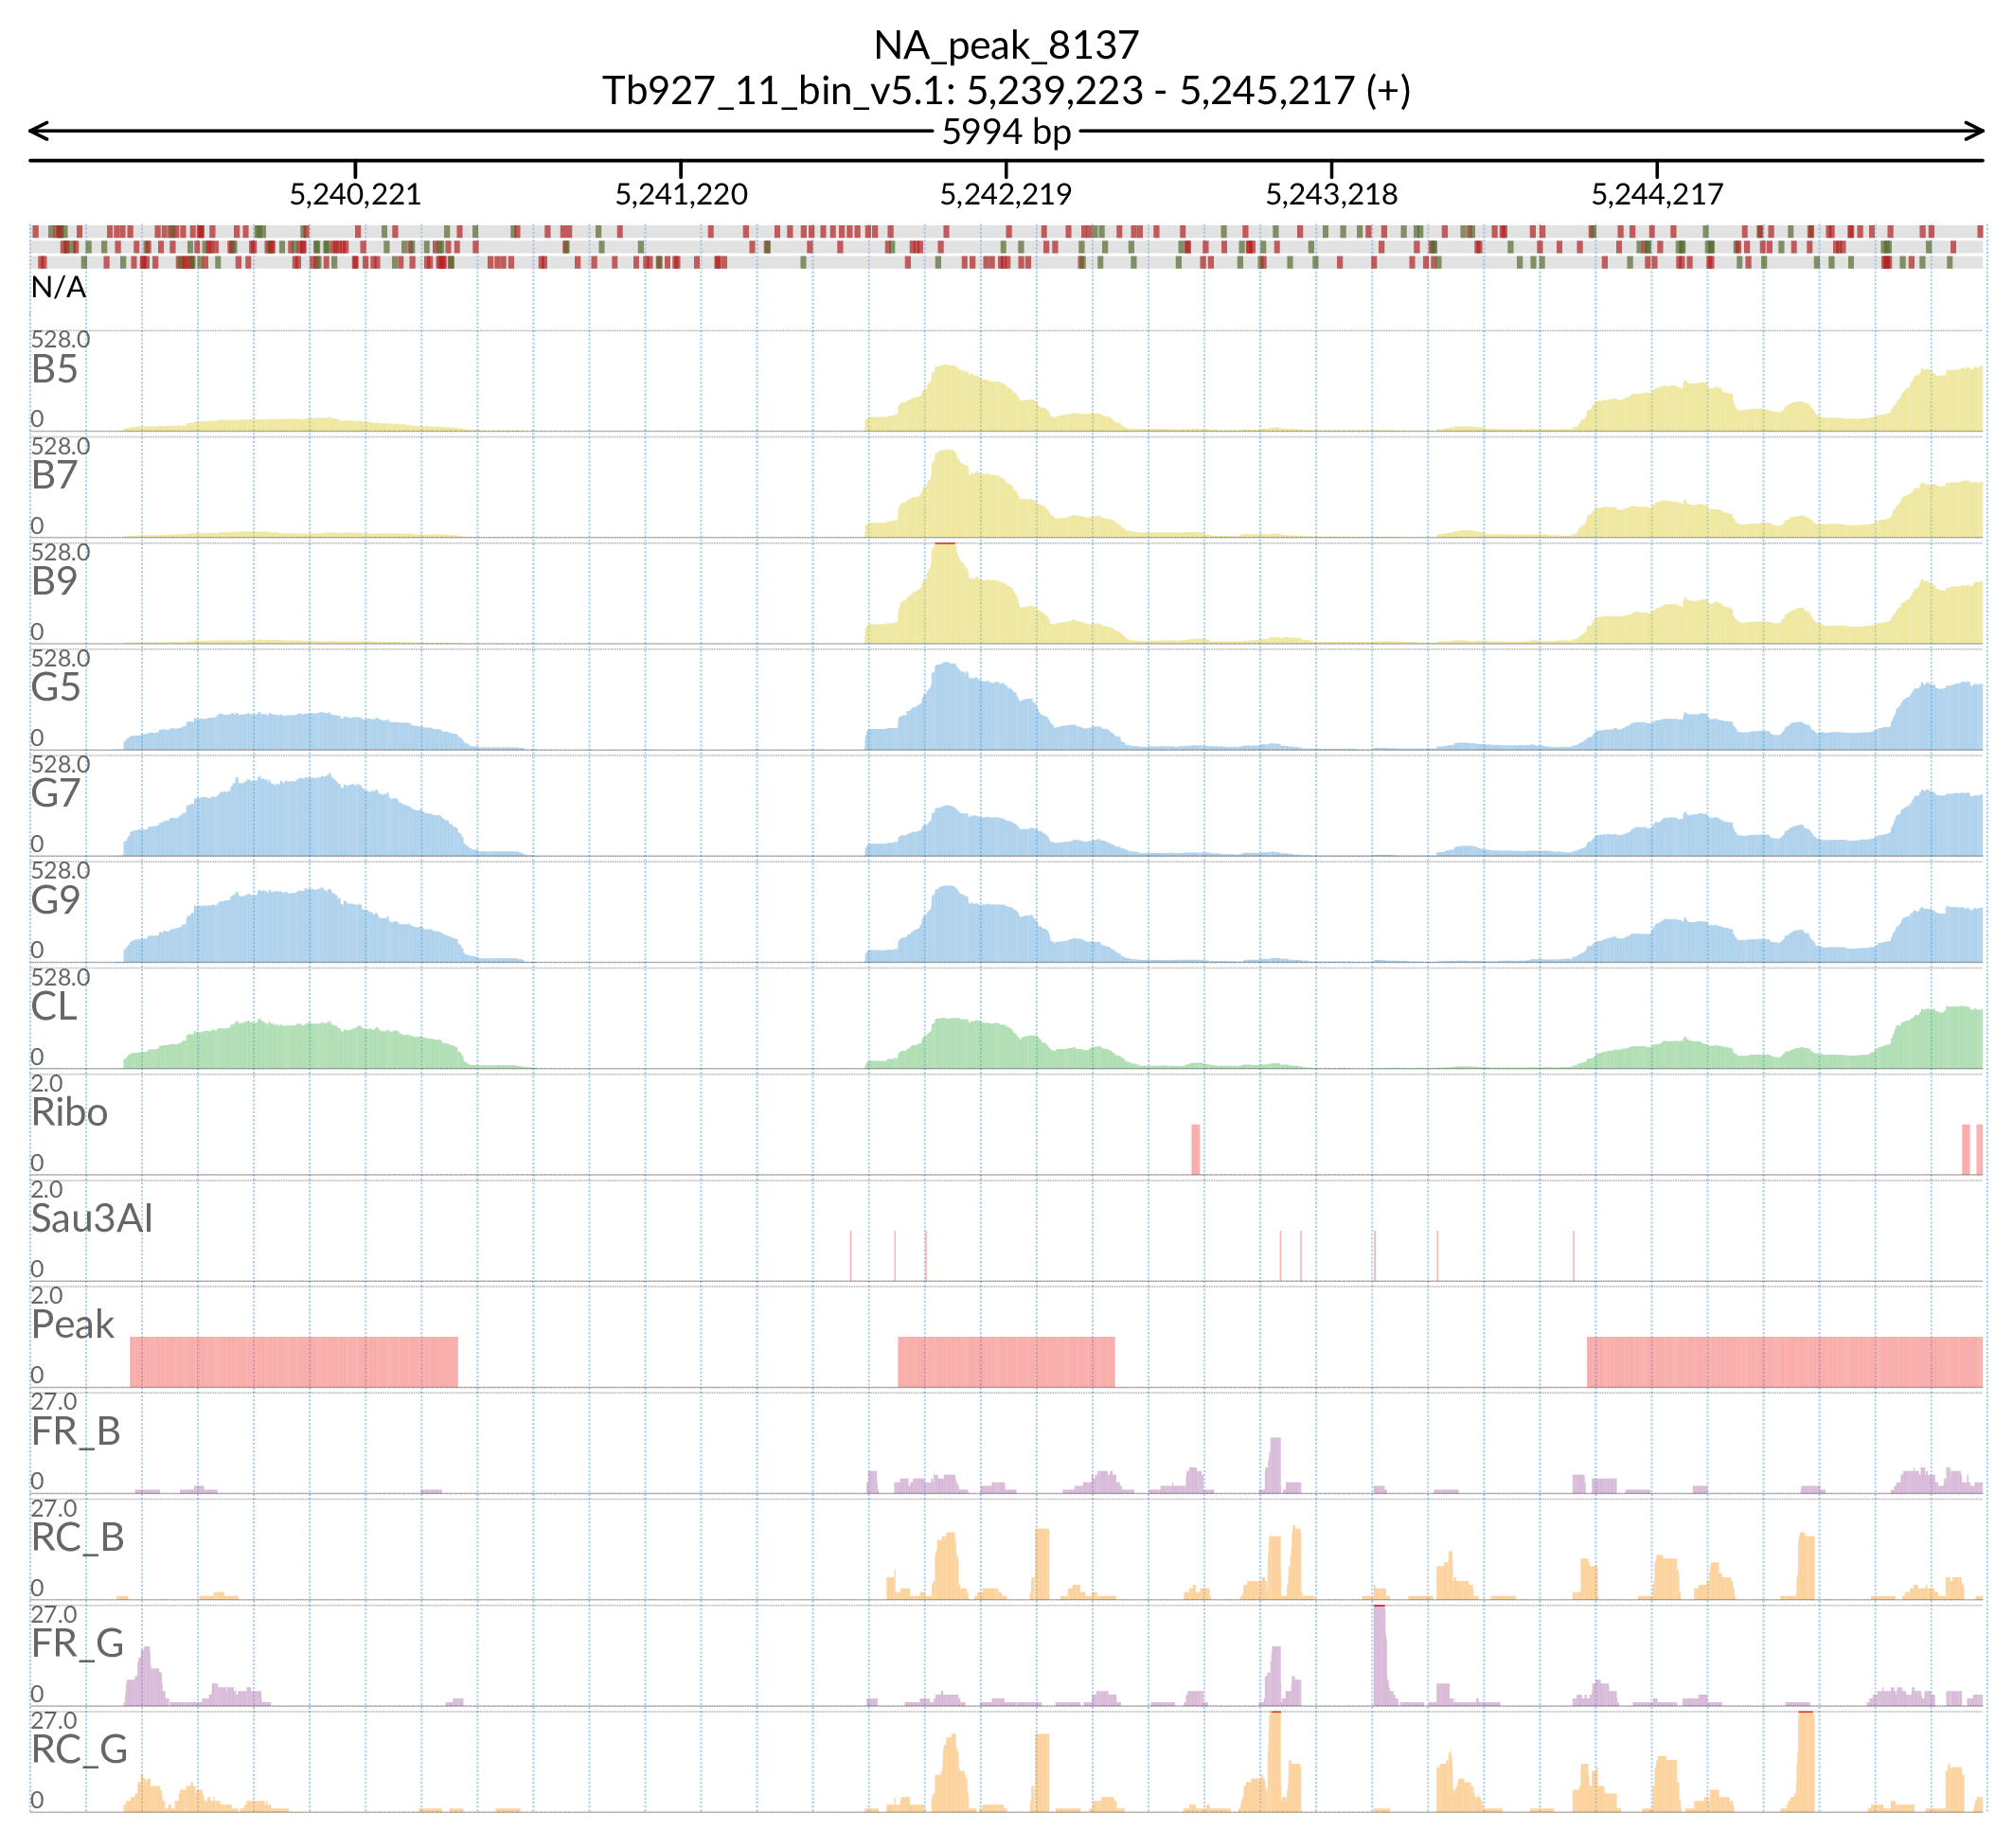 NA_peak_8137
Tb927_11_bin_v5.1: 5,239,223 - 5,245,217 (+)
5994 bp
5,240,221 5,241,220 5,242,219 5,243,218 5,244,217
N/A
528.0
B5
0
528.0
B7
0
528.0
B9
0
528.0
G5
0
528.0
G7
0
528.0
G9
0
528.0
CL
0
2.0
Ribo
0
2.0
Sau3AI
0
2.0
Peak
0
27.0
FR_B
0
27.0
RC_B
0
27.0
FR_G
0
27.0
RC_G
0